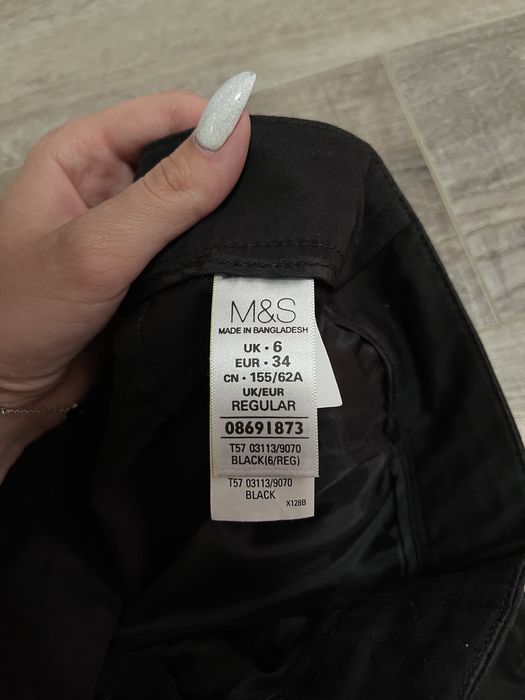 M&S
MADE IN BANGLADESH
UK • 6
EUR • 34
CN • 155/62A
UK/EUR
REGULAR
08691873
T57 03113/9070
BLACK(6/REG)
T57 03113/9070
BLACK
X128B